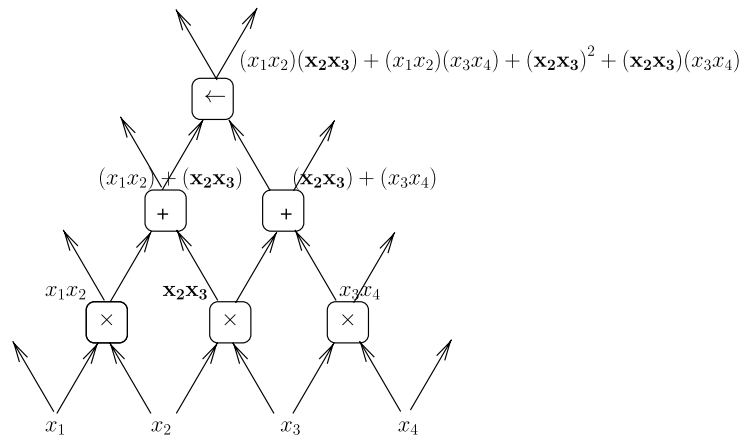 (x₁x₂)(𝐱₂𝐱₃) + (x₁x₂)(x₃x₄) + (𝐱₂𝐱₃)² + (𝐱₂𝐱₃)(x₃x₄)
←
(x₁x₂) + (𝐱₂𝐱₃) (𝐱₂𝐱₃) + (x₃x₄)
+ +
x₁x₂ 𝐱₂𝐱₃ x₃x₄
× × ×
x₁ x₂ x₃ x₄